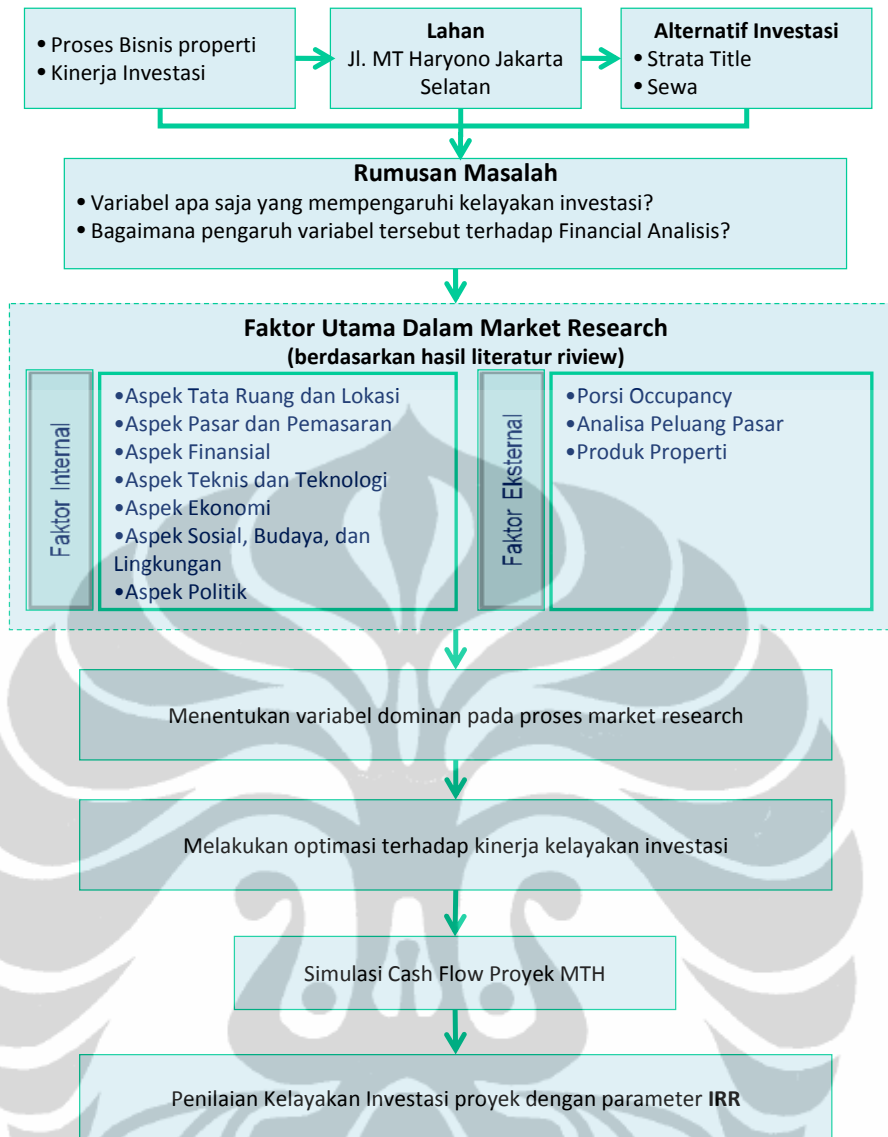 • Proses Bisnis properti
• Kinerja Investasi
Lahan
Jl. MT Haryono Jakarta
Selatan
Alternatif Investasi
• Strata Title
• Sewa
Rumusan Masalah
• Variabel apa saja yang mempengaruhi kelayakan investasi?
• Bagaimana pengaruh variabel tersebut terhadap Financial Analisis?
Faktor Utama Dalam Market Research
(berdasarkan hasil literatur riview)
Faktor Internal
•Aspek Tata Ruang dan Lokasi
•Aspek Pasar dan Pemasaran
•Aspek Finansial
•Aspek Teknis dan Teknologi
•Aspek Ekonomi
•Aspek Sosial, Budaya, dan
Lingkungan
•Aspek Politik
Faktor Eksternal
•Porsi Occupancy
•Analisa Peluang Pasar
•Produk Properti
Menentukan variabel dominan pada proses market research
Melakukan optimasi terhadap kinerja kelayakan investasi
Simulasi Cash Flow Proyek MTH
Penilaian Kelayakan Investasi proyek dengan parameter IRR